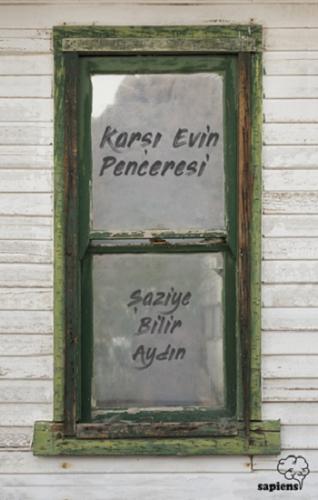 Karşı Evin
Penceresi
Şaziye
Bilir
Aydın
sapiens